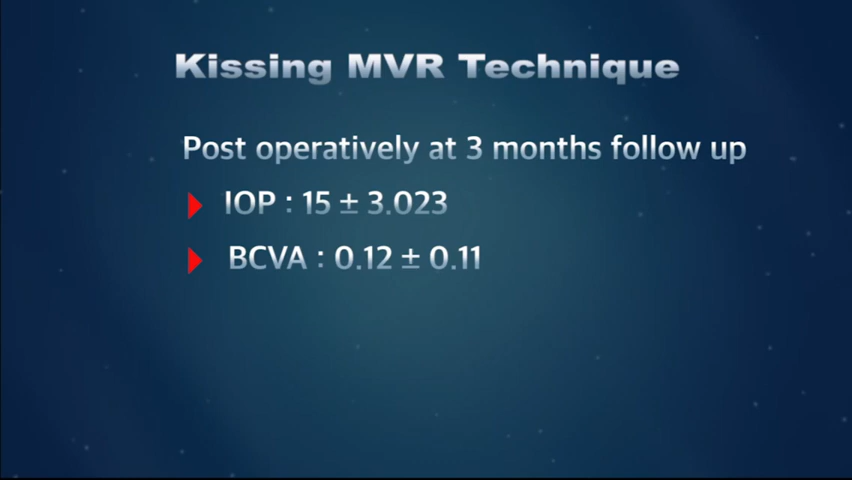 Kissing MVR Technique
Post operatively at 3 months follow up
IOP : 15 ± 3.023
BCVA : 0.12 ± 0.11